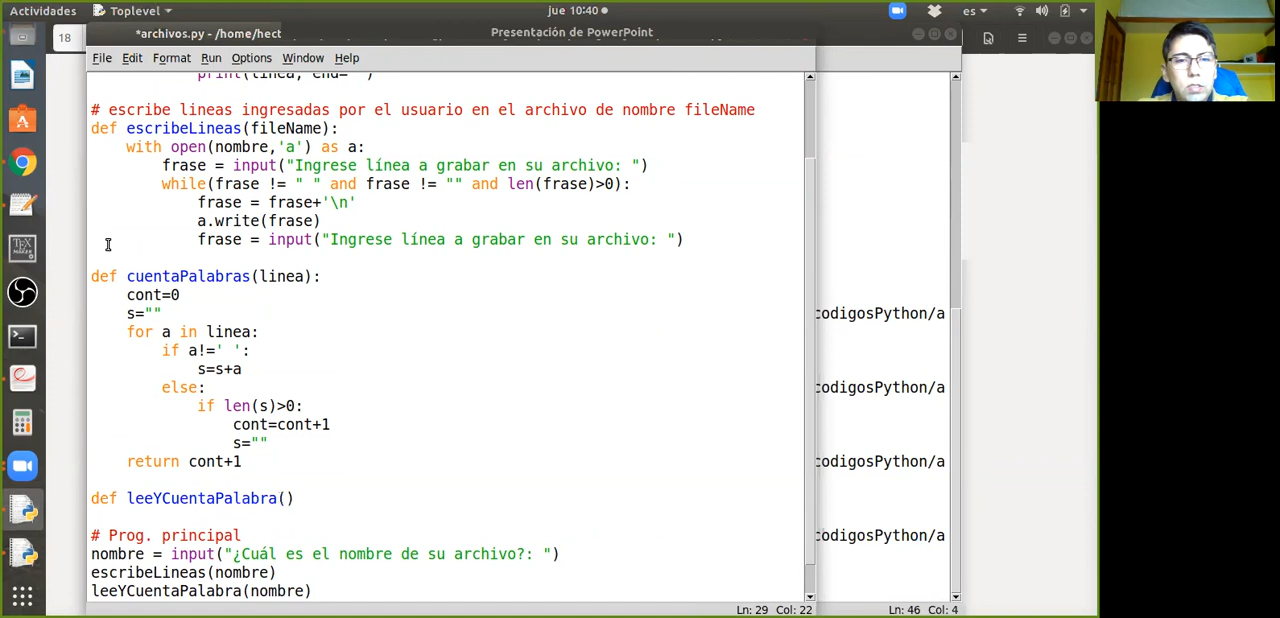 Actividades
Toplevel
jue 10:40
es
18
*archivos.py - /home/hect
Presentación de PowerPoint
File Edit Format Run Options Window Help
print(linea, end="")
# escribe lineas ingresadas por el usuario en el archivo de nombre fileName
def escribeLineas(fileName):
with open(nombre,'a') as a:
frase = input("Ingrese línea a grabar en su archivo: ")
while(frase != " " and frase != "" and len(frase)>0):
frase = frase+'\n'
a.write(frase)
frase = input("Ingrese línea a grabar en su archivo: ")
def cuentaPalabras(linea):
cont=0
s=""
for a in linea:
if a!=' ':
s=s+a
else:
if len(s)>0:
cont=cont+1
s=""
return cont+1
def leeYCuentaPalabra()
# Prog. principal
nombre = input("¿Cuál es el nombre de su archivo?: ")
escribeLineas(nombre)
leeYCuentaPalabra(nombre)
Ln: 29 Col: 22
codigosPython/a
codigosPython/a
codigosPython/a
codigosPython/a
Ln: 46 Col: 4